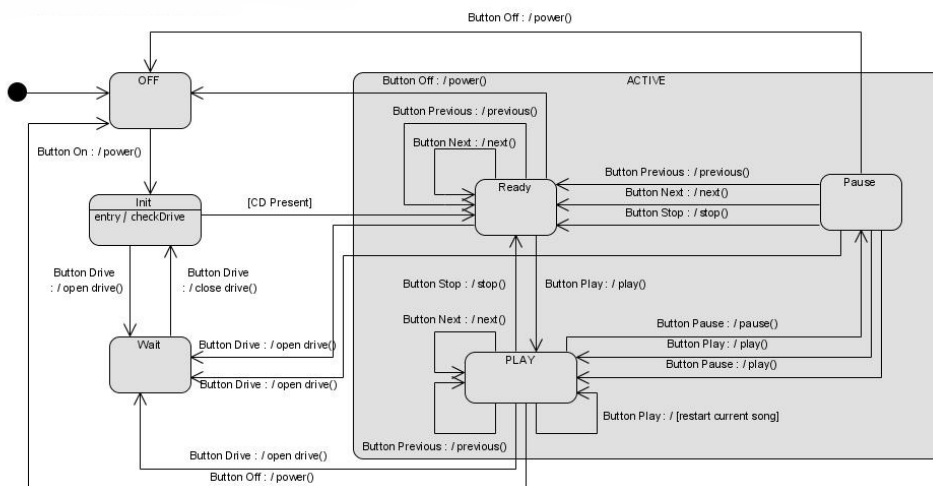 Button Off : / power()
OFF
Button Off : / power()
ACTIVE
Button Previous : / previous()
Button Next : / next()
Button On : / power()
Ready
Button Previous : / previous()
Pause
Button Next : / next()
Init
entry / checkDrive
[CD Present]
Button Stop : / stop()
Button Drive
: / open drive()
Button Drive
: / close drive()
Button Stop : / stop()
Button Play : / play()
Button Next : / next()
Button Pause : / pause()
Wait
Button Drive : / open drive()
PLAY
Button Play : / play()
Button Pause : / play()
Button Drive : / open drive()
Button Play : / [restart current song]
Button Previous : / previous()
Button Drive : / open drive()
Button Off : / power()